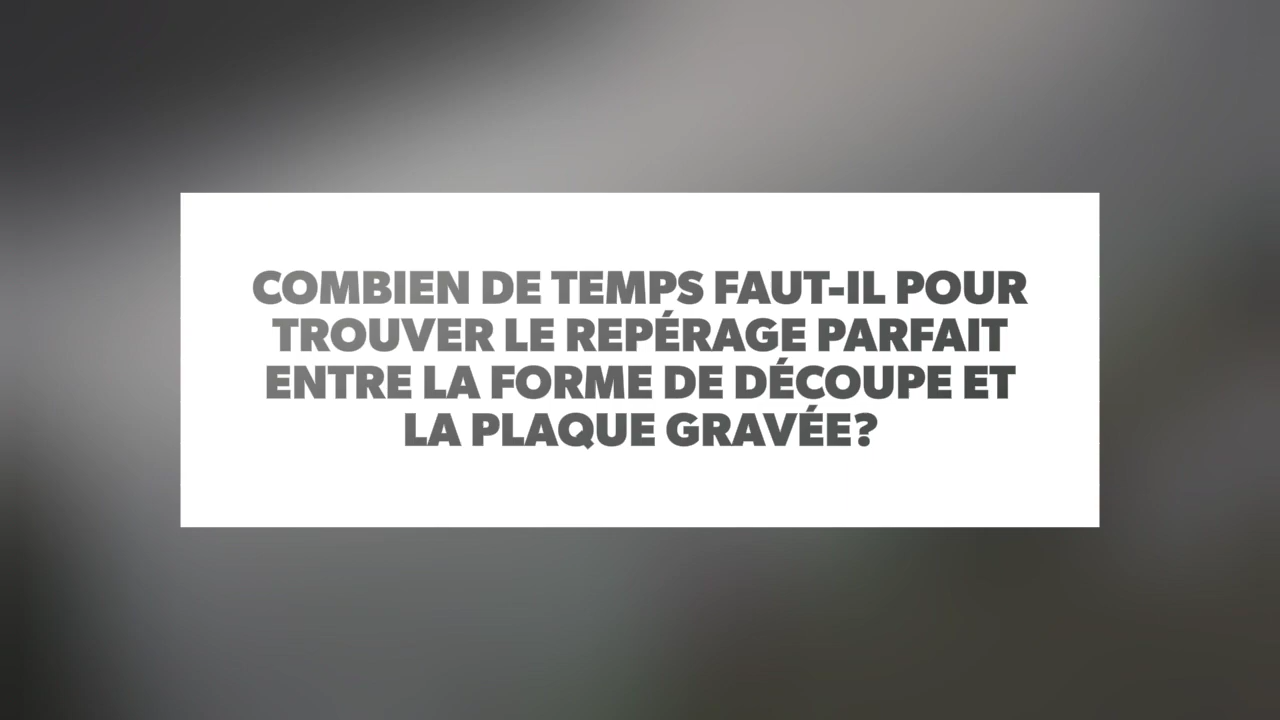 COMBIEN DE TEMPS FAUT-IL POUR
TROUVER LE REPÉRAGE PARFAIT
ENTRE LA FORME DE DÉCOUPE ET
LA PLAQUE GRAVÉE?